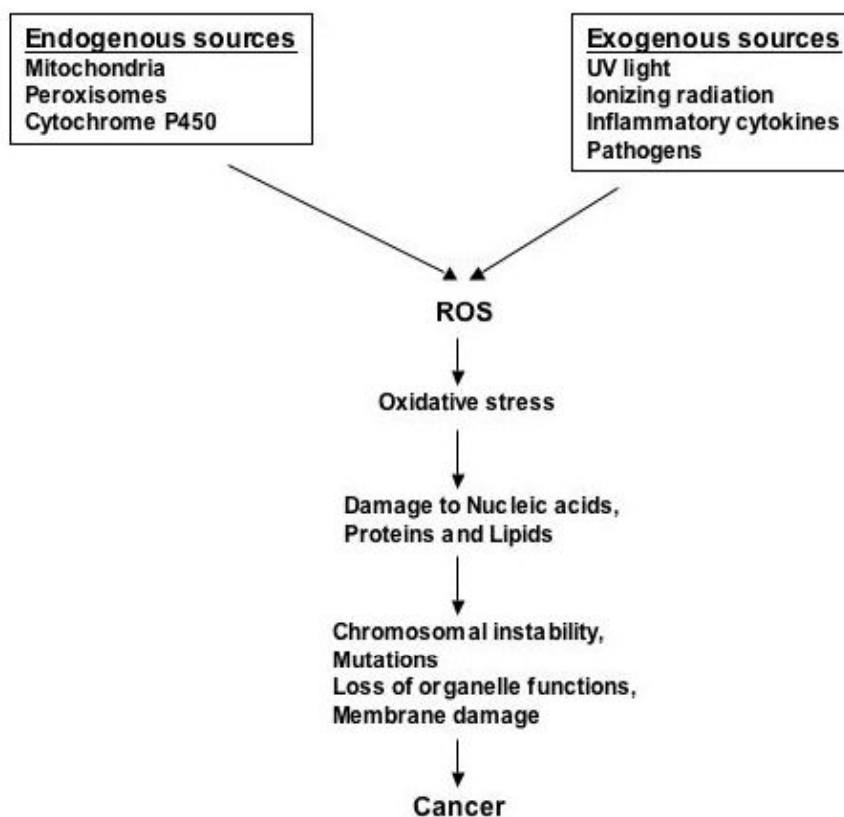 Endogenous sources
Mitochondria
Peroxisomes
Cytochrome P450
Exogenous sources
UV light
Ionizing radiation
Inflammatory cytokines
Pathogens
ROS
Oxidative stress
Damage to Nucleic acids,
Proteins and Lipids
Chromosomal instability,
Mutations
Loss of organelle functions,
Membrane damage
Cancer